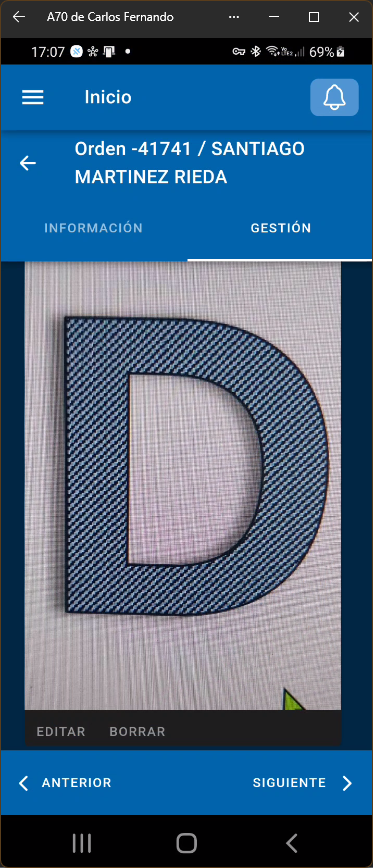 A70 de Carlos Fernando
17:07
69%
Inicio
Orden -41741 / SANTIAGO
MARTINEZ RIEDA
INFORMACIÓN
GESTIÓN
D
EDITAR BORRAR
ANTERIOR
SIGUIENTE